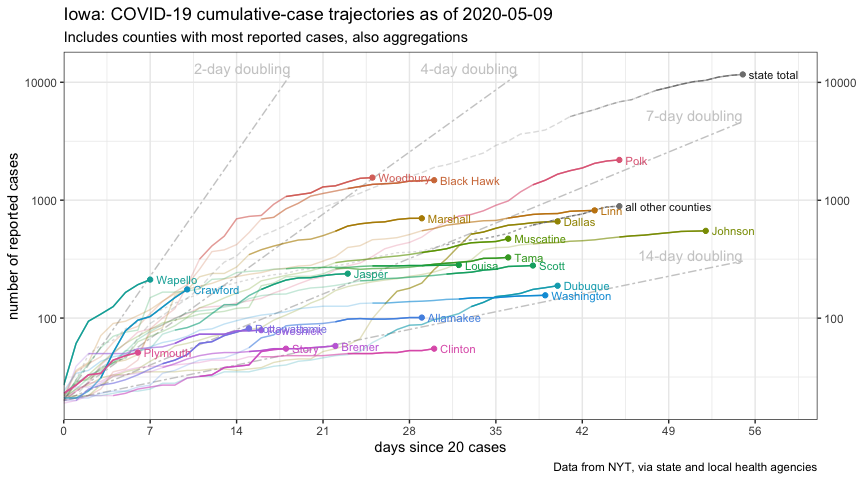 Iowa: COVID-19 cumulative-case trajectories as of 2020-05-09
Includes counties with most reported cases, also aggregations
2-day doubling
4-day doubling
state total
10000
10000
7-day doubling
Polk
Woodbury
Black Hawk
1000
1000
all other counties
Linn
Marshall
Dallas
Johnson
Muscatine
14-day doubling
Tama
Louisa
Scott
Jasper
Wapello
Crawford
Dubuque
Washington
100
100
Allamakee
Pottawattamie
Poweshiek
Plymouth
Story
Bremer
Clinton
number of reported cases
0
7
14
21
28
35
42
49
56
days since 20 cases
Data from NYT, via state and local health agencies